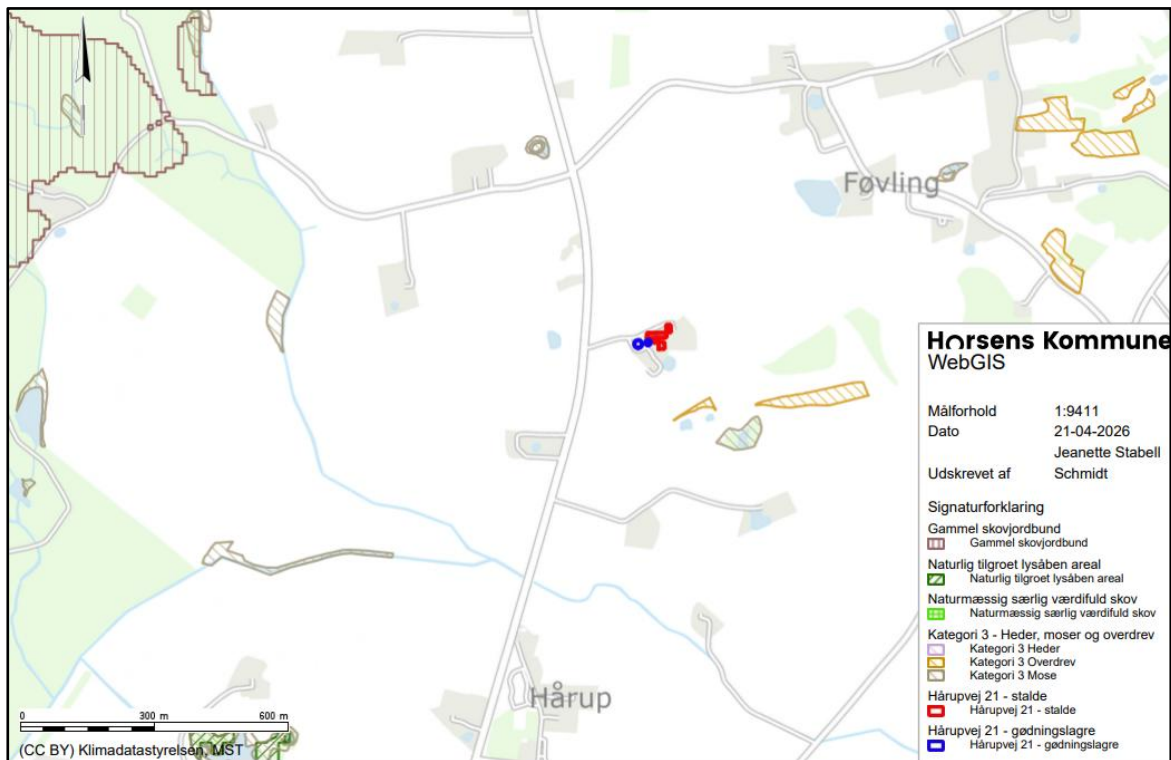 Føvling
Hårup
Horsens Kommune
WebGIS
Målforhold 1:9411
Dato 21-04-2026
Jeanette Stabell
Udskrevet af Schmidt
Signaturforklaring
Gammel skovjordbund
Gammel skovjordbund
Naturlig tilgroet lysåben areal
Naturlig tilgroet lysåben areal
Naturmæssig særlig værdifuld skov
Naturmæssig særlig værdifuld skov
Kategori 3 - Heder, moser og overdrev
Kategori 3 Heder
Kategori 3 Overdrev
Kategori 3 Mose
Hårupvej 21 - stalde
Hårupvej 21 - stalde
Hårupvej 21 - gødningslagre
Hårupvej 21 - gødningslagre
0 300 m 600 m
(CC BY) Klimadatastyrelsen, MST